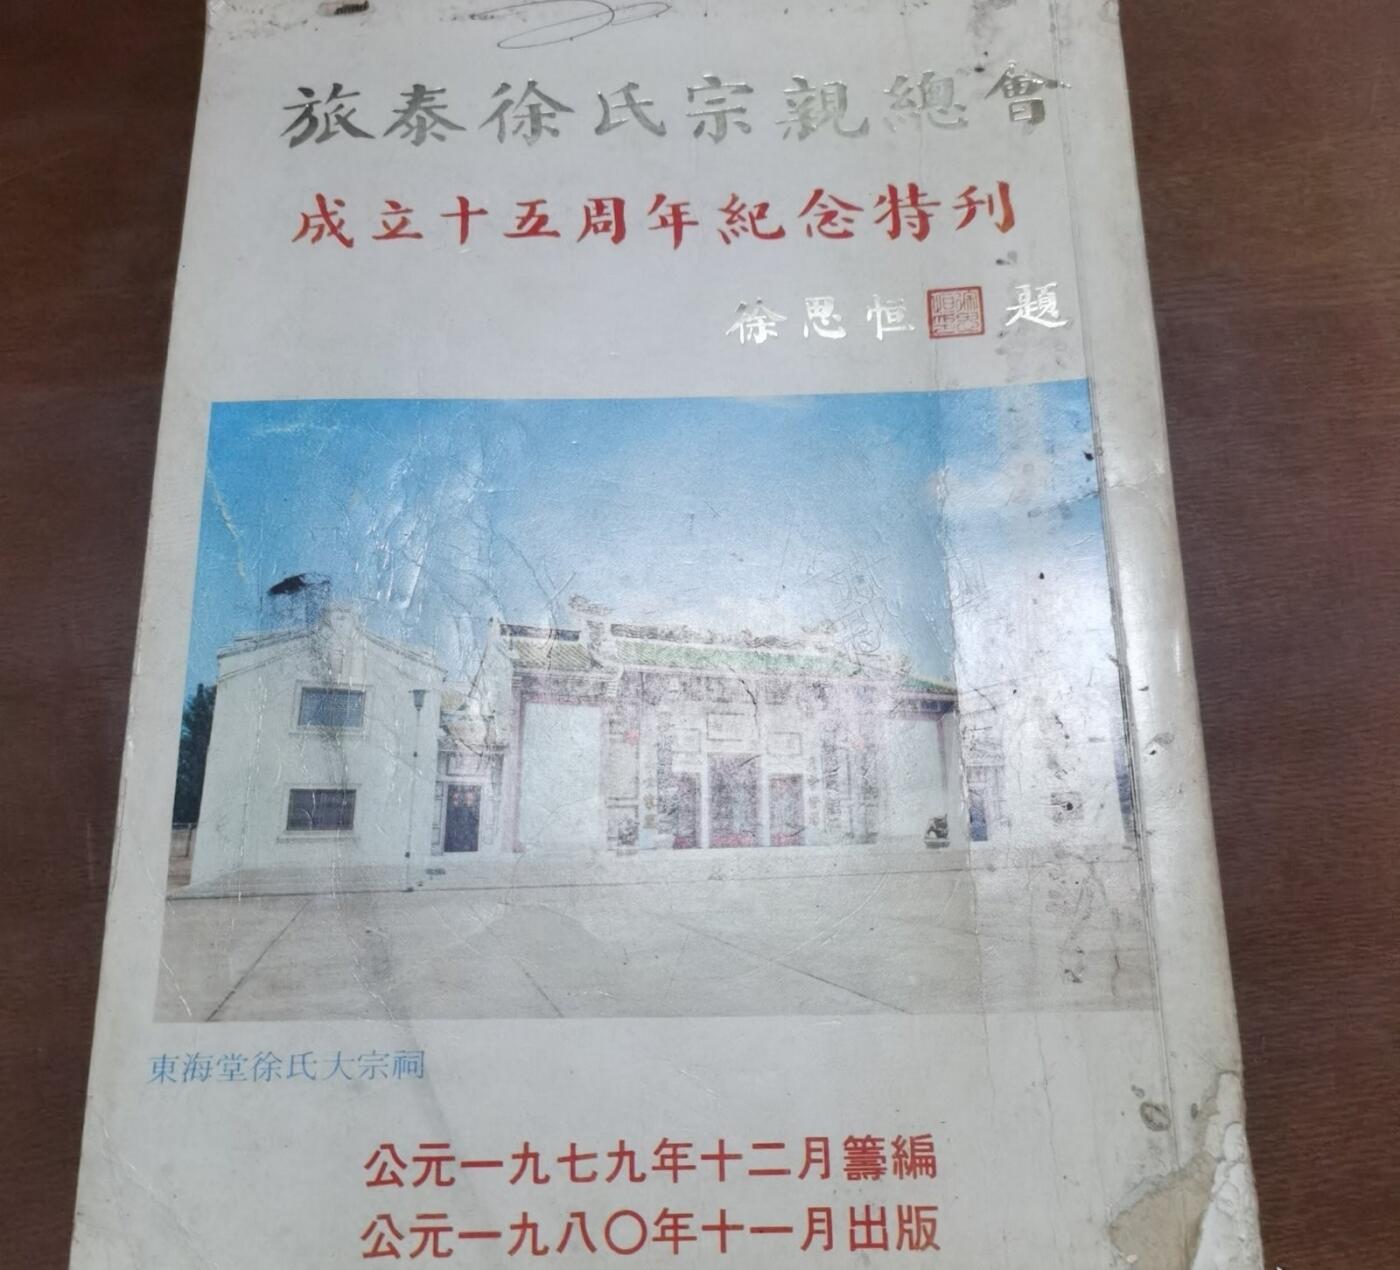 旅泰徐氏宗親總會
成立十五周年紀念特刊
徐思恒 題
東海堂徐氏大宗祠
公元一九七九年十二月籌編
公元一九八〇年十一月出版